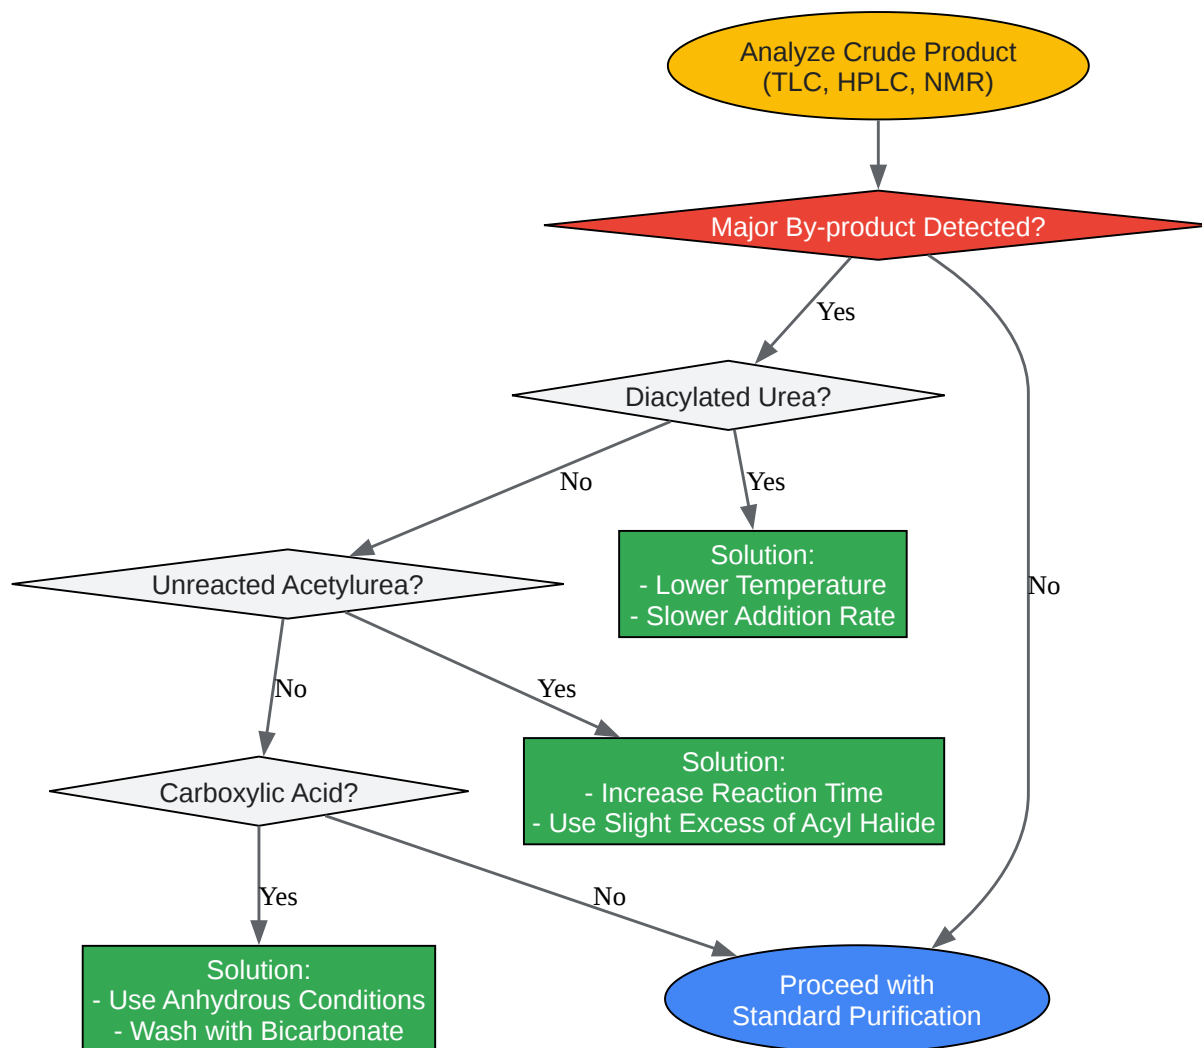 Analyze Crude Product
(TLC, HPLC, NMR)
Major By-product Detected?
Yes
Diacylated Urea?
No
Yes
No
Solution:
- Lower Temperature
- Slower Addition Rate
Unreacted Acetylurea?
No
Yes
Solution:
- Increase Reaction Time
- Use Slight Excess of Acyl Halide
Carboxylic Acid?
Yes
No
Solution:
- Use Anhydrous Conditions
- Wash with Bicarbonate
Proceed with
Standard Purification